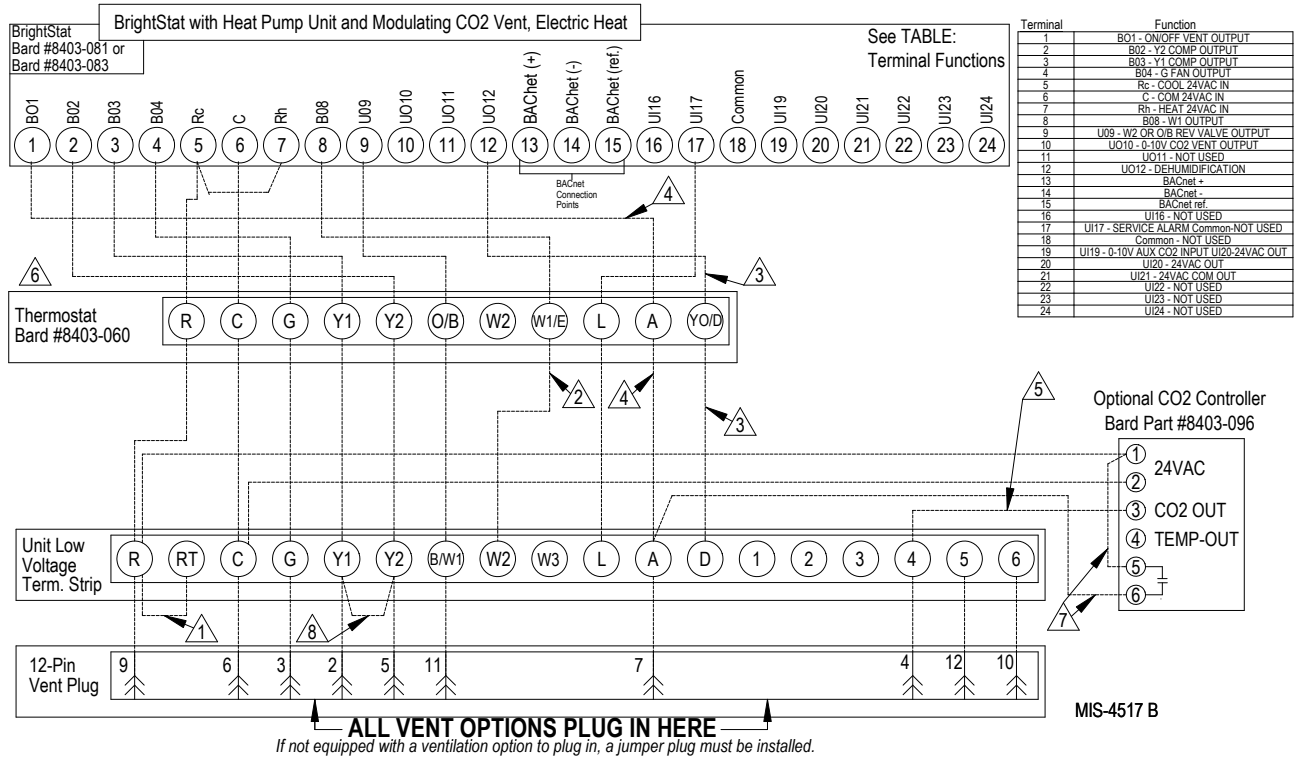 BrightStat with Heat Pump Unit and Modulating CO2 Vent, Electric Heat
BrightStat
Bard #8403-081 or
Bard #8403-083
See TABLE:
Terminal Functions
BO1 B02 B03 B04 Rc C Rh B08 U09 UO10 UO11 UO12 BAChet (+) BAChet (-) BAChet (ref.) UI16 UI17 Common UI19 UI20 UI21 UI22 UI23 UI24
1 2 3 4 5 6 7 8 9 10 11 12 13 14 15 16 17 18 19 20 21 22 23 24
BACnet
Connection
Points
4
6
3
Terminal Function
1 BO1 - ON/OFF VENT OUTPUT
2 B02 - Y2 COMP OUTPUT
3 B03 - Y1 COMP OUTPUT
4 B04 - G FAN OUTPUT
5 Rc - COOL 24VAC IN
6 C - COM 24VAC IN
7 Rh - HEAT 24VAC IN
8 B08 - W1 OUTPUT
9 U09 - W2 OR O/B REV VALVE OUTPUT
10 UO10 - 0-10V CO2 VENT OUTPUT
11 UO11 - NOT USED
12 UO12 - DEHUMIDIFICATION
13 BACnet +
14 BACnet -
15 BACnet ref.
16 UI16 - NOT USED
17 UI17 - SERVICE ALARM Common-NOT USED
18 Common - NOT USED
19 UI19 - 0-10V AUX CO2 INPUT UI20-24VAC OUT
20 UI20 - 24VAC OUT
21 UI21 - 24VAC COM OUT
22 UI22 - NOT USED
23 UI23 - NOT USED
24 UI24 - NOT USED
Thermostat
Bard #8403-060
R C G Y1 Y2 O/B W2 W1/E L A YO/D
2
4
3
5
Optional CO2 Controller
Bard Part #8403-096
1
24VAC
2
3 CO2 OUT
4 TEMP-OUT
5
6
7
Unit Low
Voltage
Term. Strip
R RT C G Y1 Y2 B/W1 W2 W3 L A D 1 2 3 4 5 6
1
8
12-Pin
Vent Plug
9 6 3 2 5 11 7 4 12 10
ALL VENT OPTIONS PLUG IN HERE
If not equipped with a ventilation option to plug in, a jumper plug must be installed.
MIS-4517 B